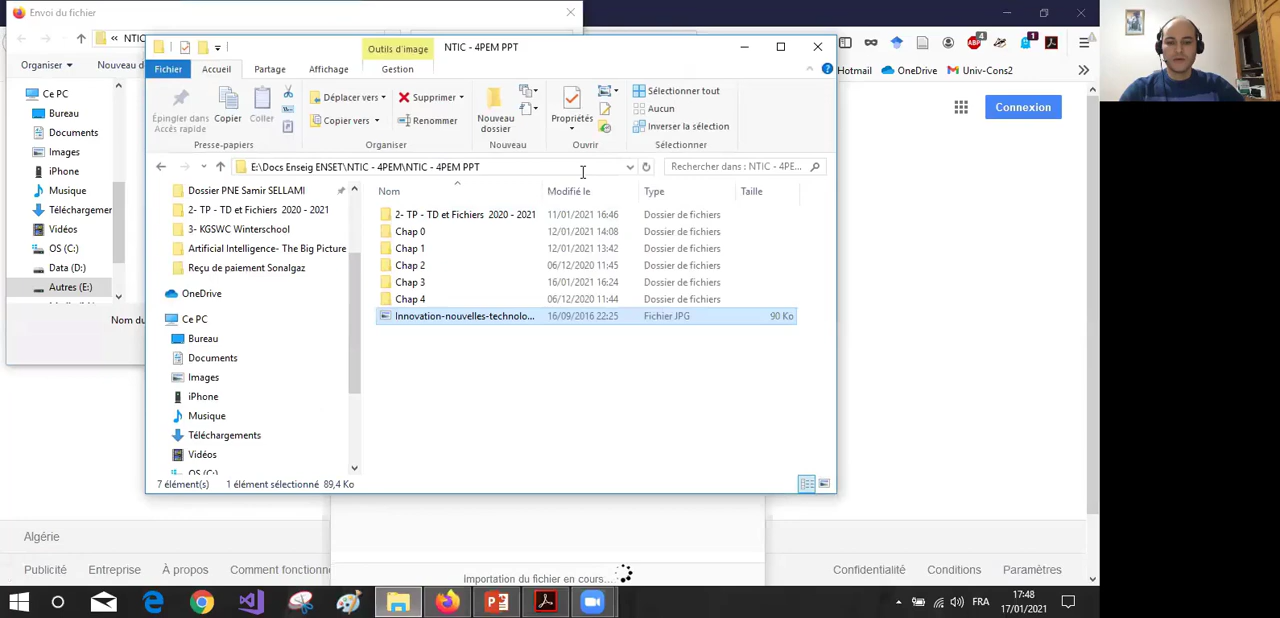 Envoi du fichier
NTIC
Organiser
Nouveau d
Ce PC
Bureau
Documents
Images
iPhone
Musique
Téléchargemer
Vidéos
OS (C:)
Data (D:)
Autres (E:)
Nom du
Outils d'image
NTIC - 4PEM PPT
Fichier
Accueil
Partage
Affichage
Gestion
Épingler dans
Accès rapide
Copier
Coller
Presse-papiers
Déplacer vers
Copier vers
Supprimer
Renommer
Organiser
Nouveau
dossier
Nouveau
Propriétés
Ouvrir
Sélectionner tout
Aucun
Inverser la sélection
Sélectionner
E:\Docs Enseig ENSET\NTIC - 4PEM\NTIC - 4PEM PPT
Rechercher dans : NTIC - 4PE...
Dossier PNE Samir SELLAMI
2- TP - TD et Fichiers 2020 - 2021
3- KGSWC Winterschool
Artificial Intelligence- The Big Picture
Reçu de paiement Sonalgaz
OneDrive
Ce PC
Bureau
Documents
Images
iPhone
Musique
Téléchargements
Vidéos
OS (C:)
Nom Modifié le Type Taille
2- TP - TD et Fichiers 2020 - 2021 11/01/2021 16:46 Dossier de fichiers
Chap 0 12/01/2021 14:08 Dossier de fichiers
Chap 1 12/01/2021 13:42 Dossier de fichiers
Chap 2 06/12/2020 11:45 Dossier de fichiers
Chap 3 16/01/2021 16:24 Dossier de fichiers
Chap 4 06/12/2020 11:44 Dossier de fichiers
Innovation-nouvelles-technolo... 16/09/2016 22:25 Fichier JPG 90 Ko
7 élément(s) 1 élément sélectionné 89,4 Ko
ABP
4
1
Hotmail
OneDrive
Univ-Cons2
Connexion
Importation du fichier en cours...
Algérie
Publicité Entreprise À propos Comment fonctionn
Confidentialité Conditions Paramètres
FRA
17:48
17/01/2021